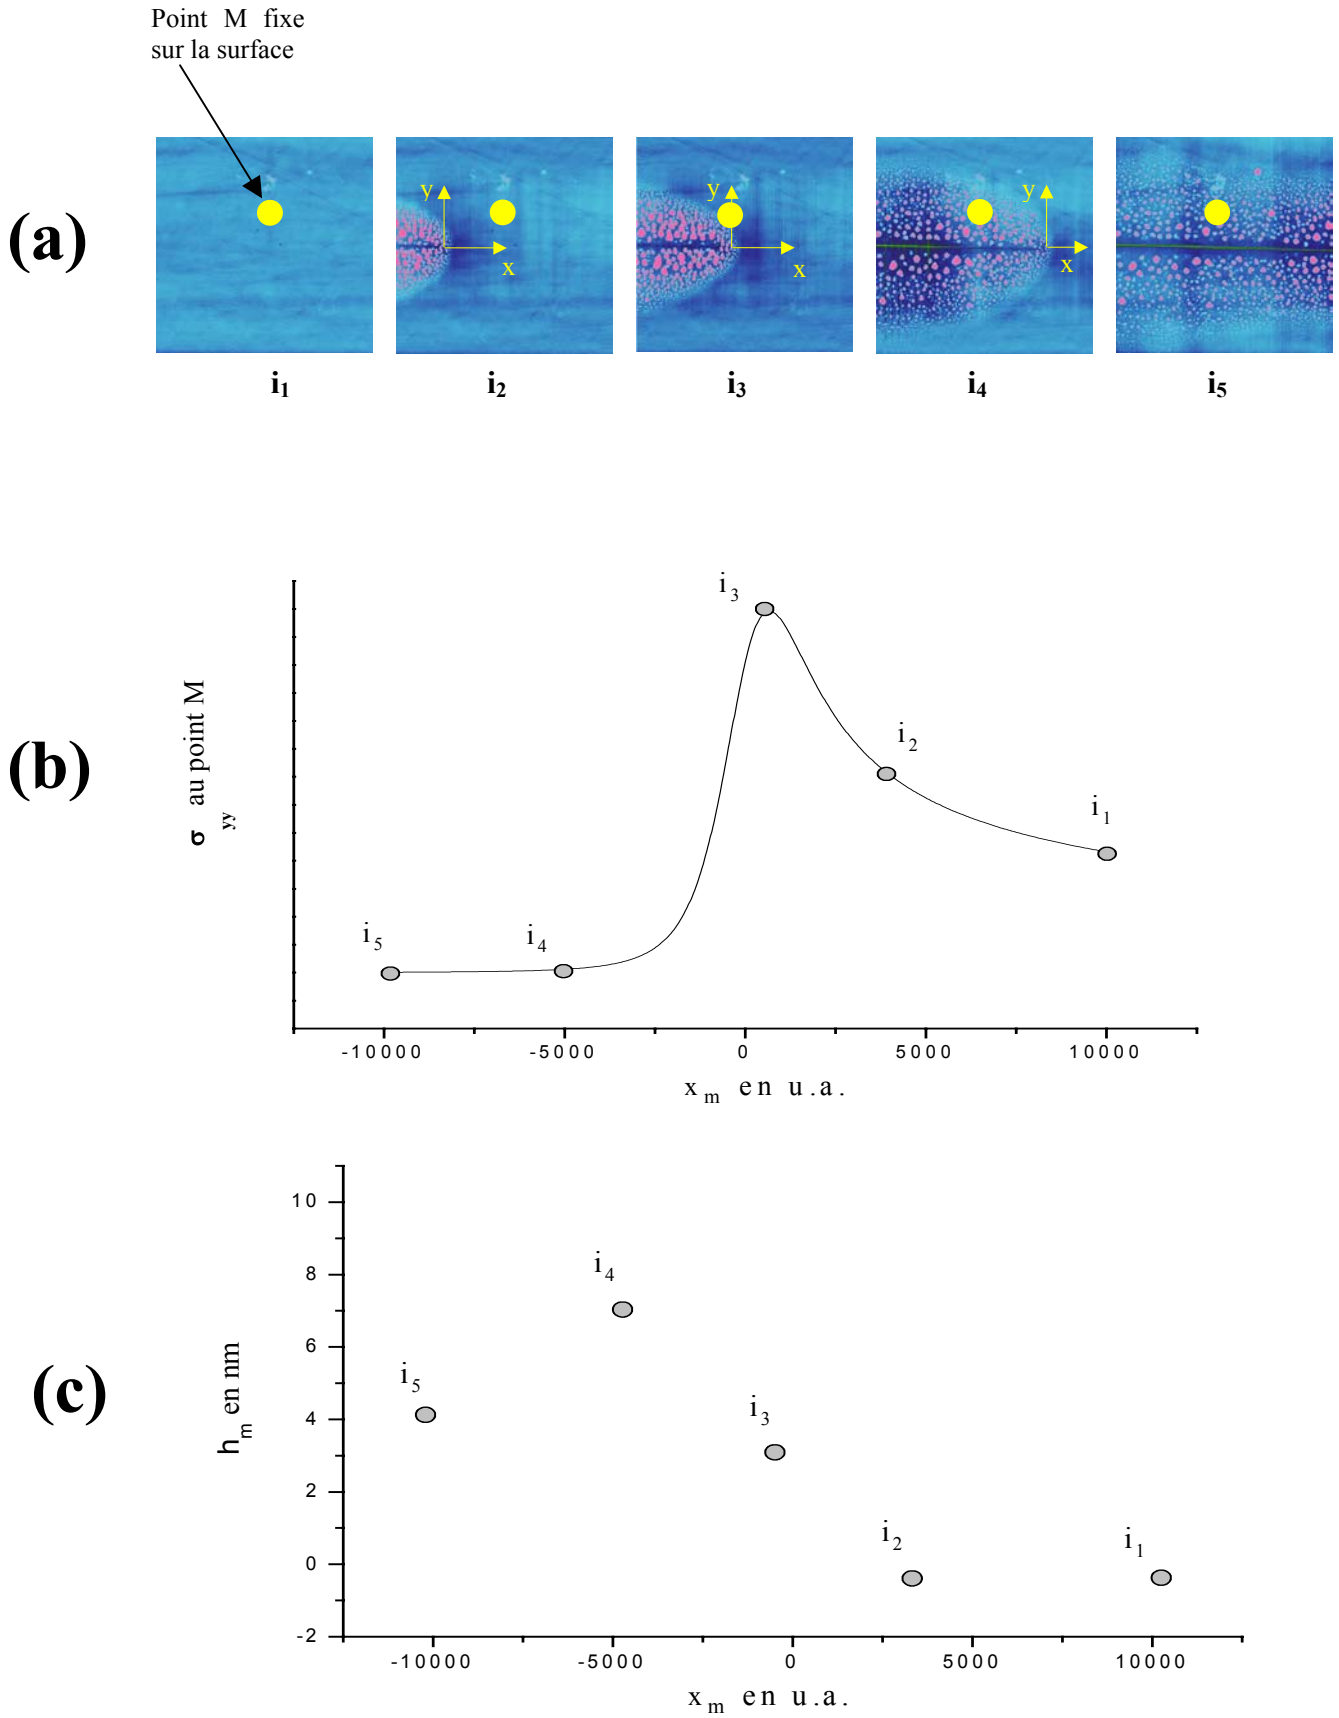 Point M fixe
sur la surface
(a)
y
x
y
x
y
x
i1
i2
i3
i4
i5
(b)
σyy au point M
i3
i2
i1
i5
i4
-10000 -5000 0 5000 10000
xm en u.a.
(c)
hm en nm
10
8
6
4
2
0
-2
i4
i5
i3
i2
i1
-10000 -5000 0 5000 10000
xm en u.a.